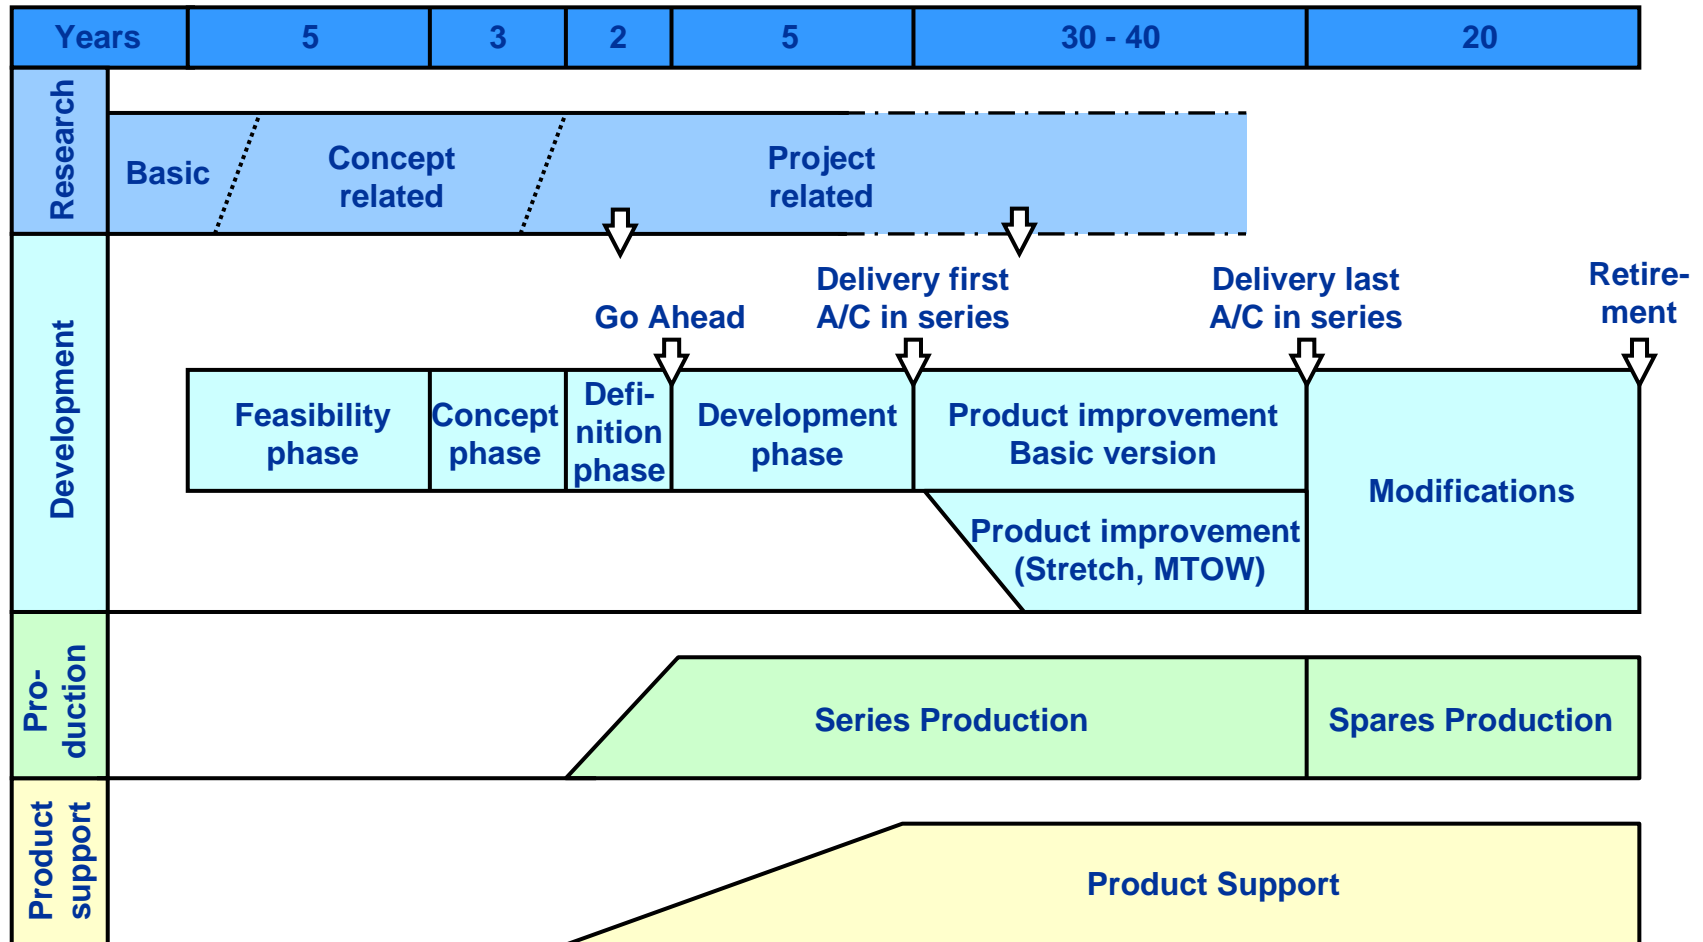 Years 5 3 2 5 30 - 40 20
Research
Basic
Concept
related
Project
related
Development
Go Ahead
Delivery first
A/C in series
Delivery last
A/C in series
Retire-
ment
Feasibility
phase
Concept
phase
Defi-
nition
phase
Development
phase
Product improvement
Basic version
Product improvement
(Stretch, MTOW)
Modifications
Pro-
duction
Series Production
Spares Production
Product
support
Product Support